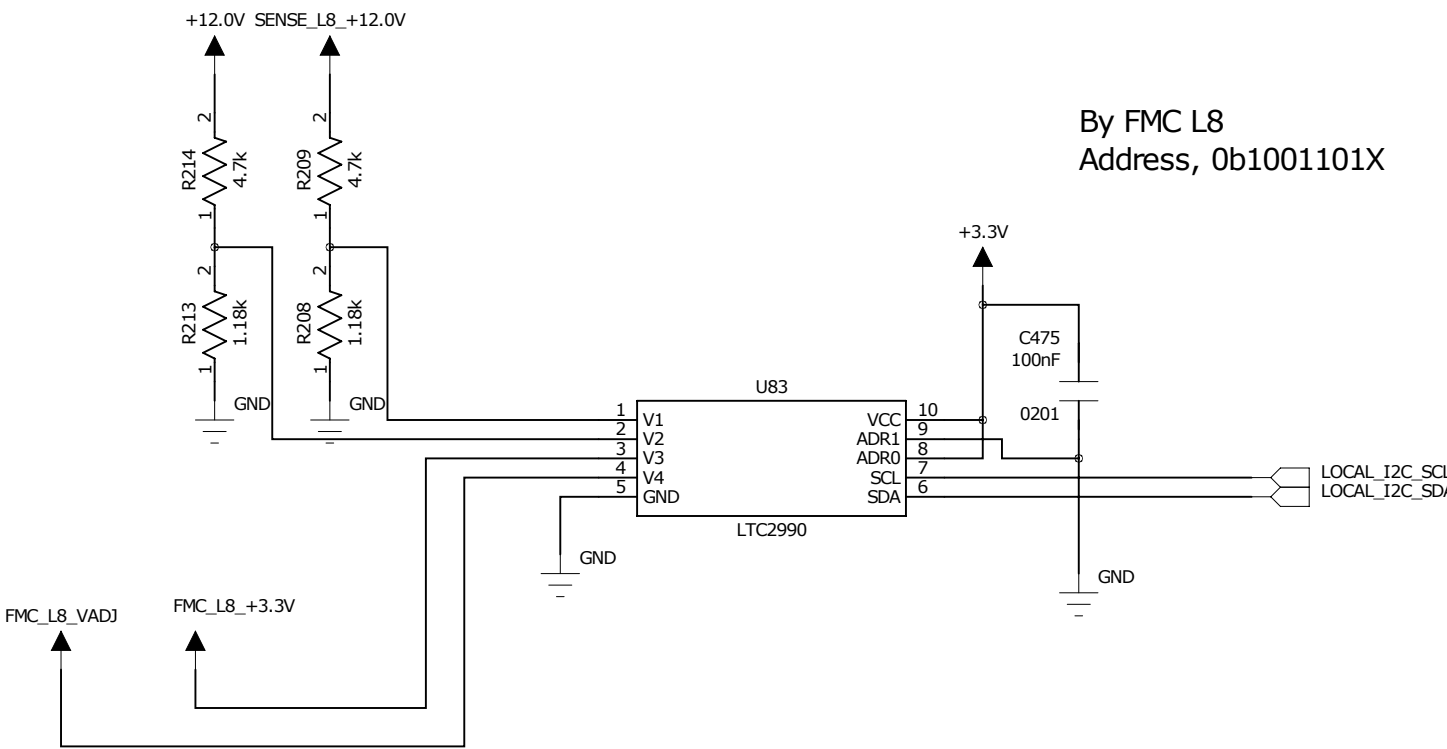 +12.0V SENSE_L8_+12.0V
By FMC L8
Address, 0b1001101X
2
2
R214
4.7k
R209
4.7k
1
1
+3.3V
2
2
R213
1.18k
R208
1.18k
1
1
C475
100nF
0201
GND
GND
U83
1 V1
2 V2
3 V3
4 V4
5 GND
VCC 10
ADR1 9
ADR0 8
SCL 7
SDA 6
LTC2990
LOCAL_I2C_SCL
LOCAL_I2C_SDA
GND
GND
FMC_L8_VADJ
FMC_L8_+3.3V